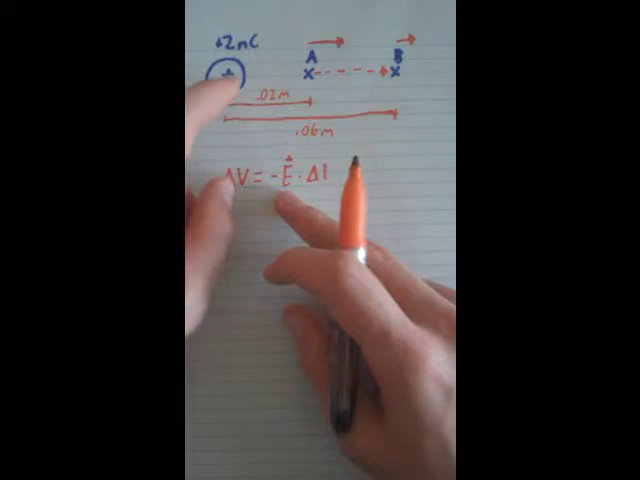 +2nC
A B
+ x x
.02m
.06m
ΔV = - E · Δl